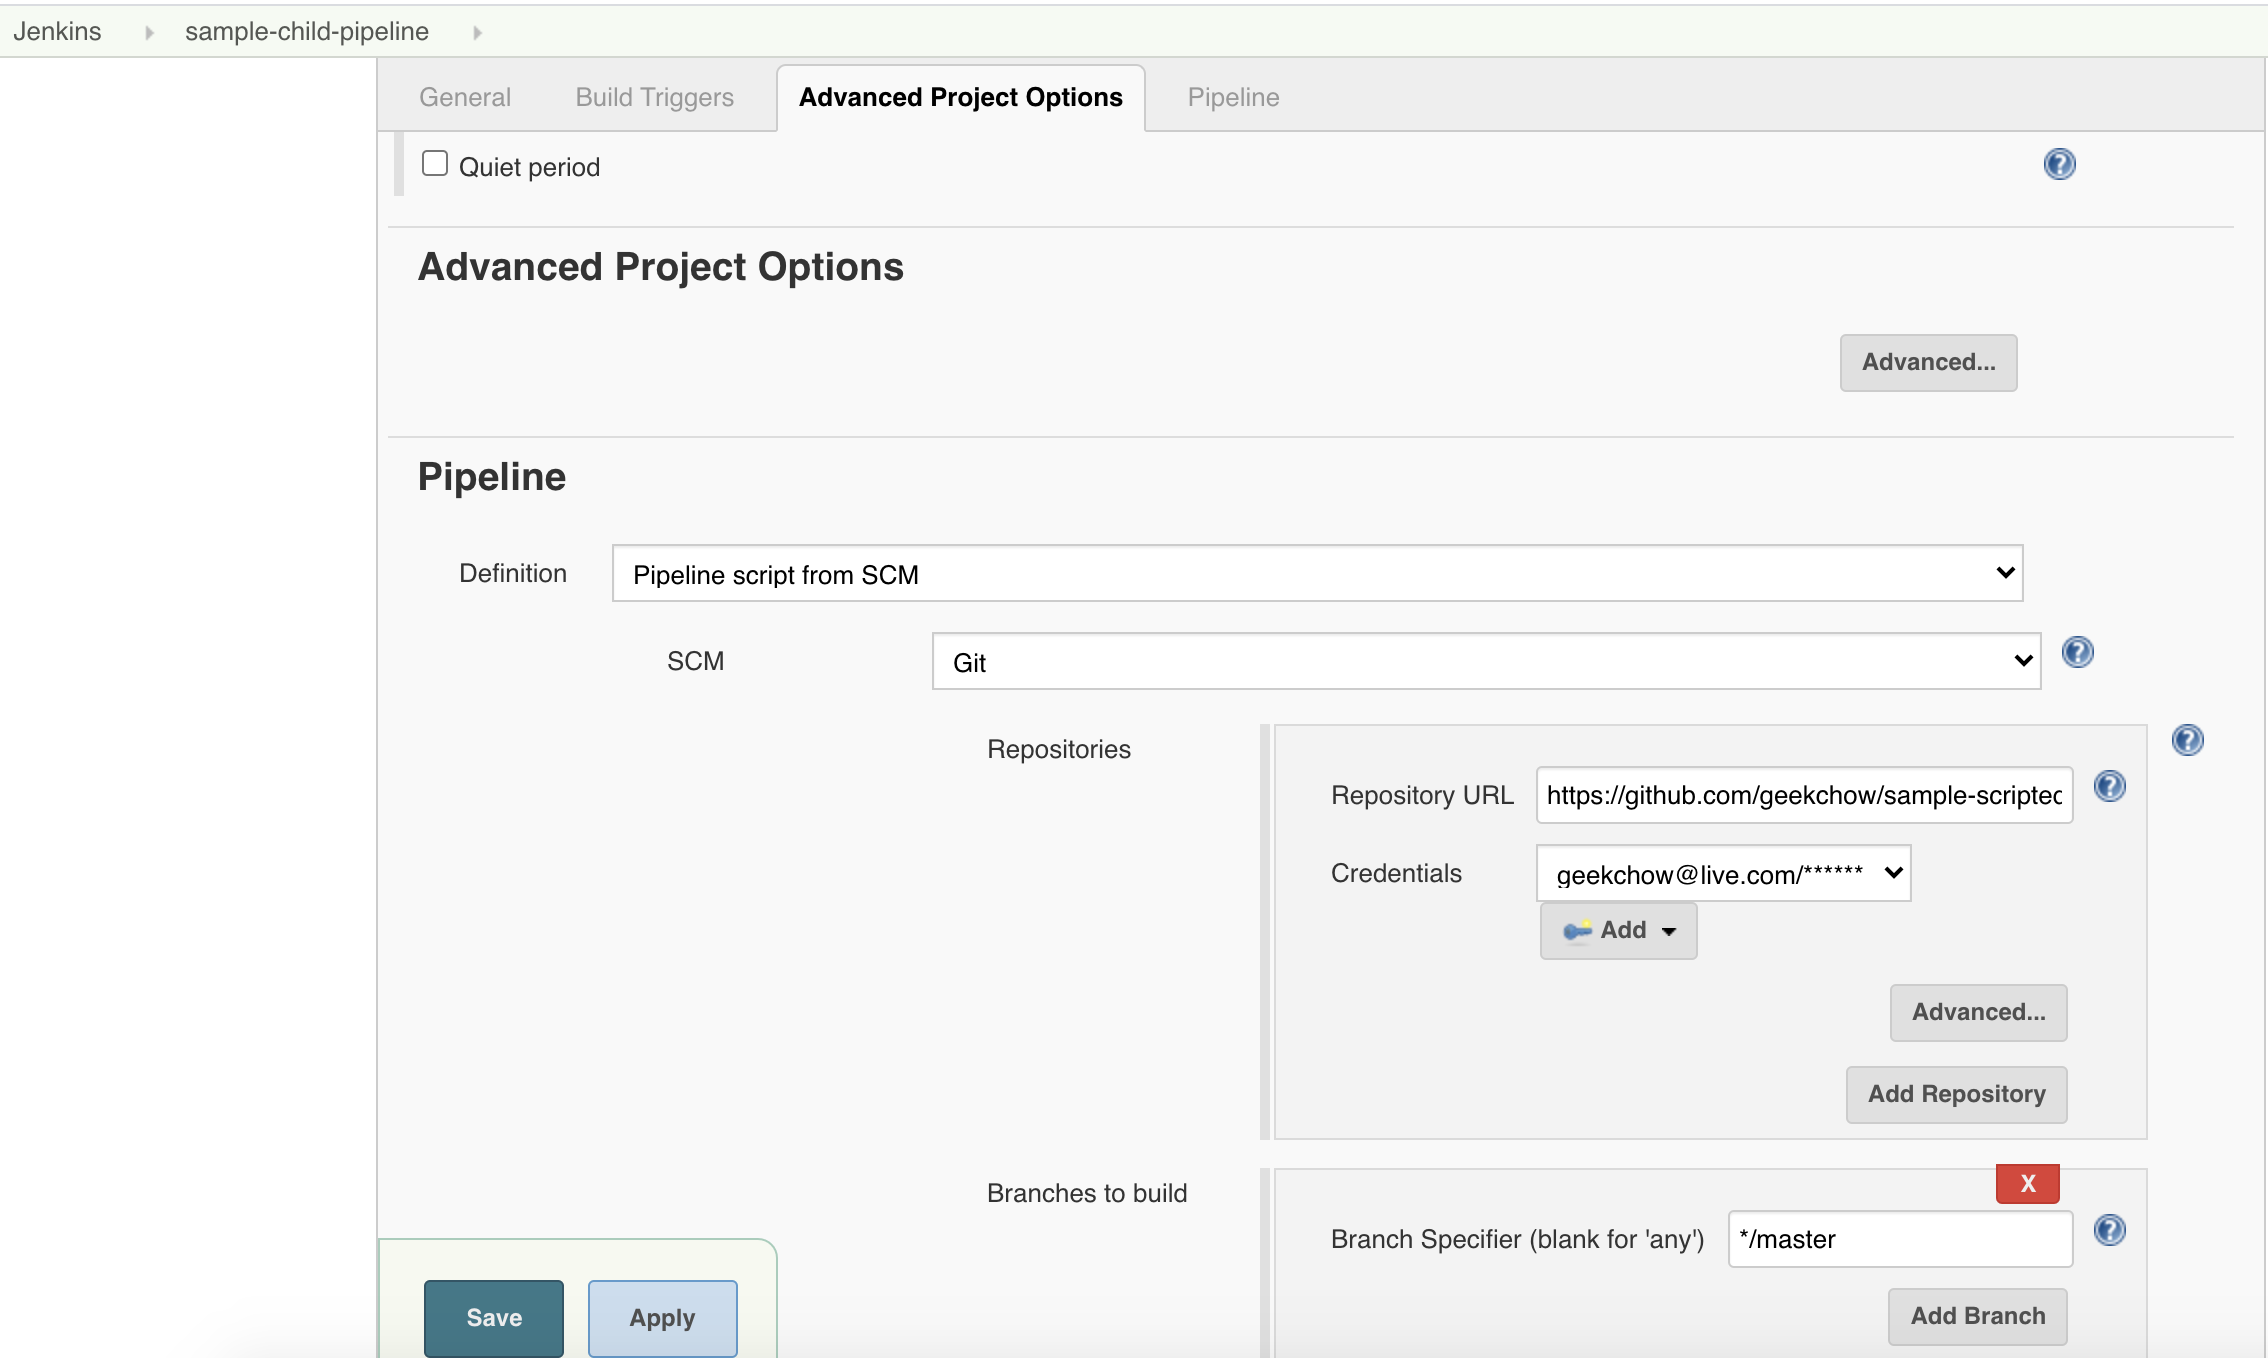 Jenkins sample-child-pipeline
General Build Triggers Advanced Project Options Pipeline
Quiet period
Advanced Project Options
Advanced...
Pipeline
Definition Pipeline script from SCM
SCM Git
Repositories
Repository URL https://github.com/geekchow/sample-scripted
Credentials geekchow@live.com/******
Add
Advanced...
Add Repository
Branches to build
X
Branch Specifier (blank for 'any') */master
Save Apply
Add Branch